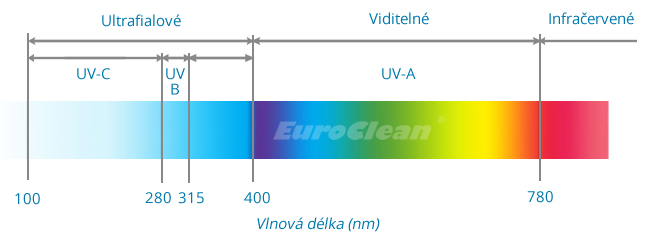 Ultrafialové
Viditelné
Infračervené
UV-C
UV
B
UV-A
EuroClean®
100
280
315
400
780
Vlnová délka (nm)